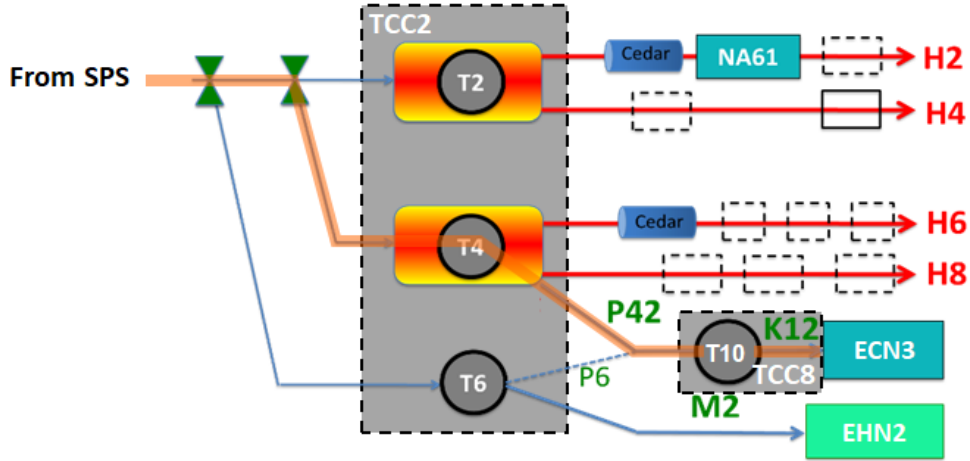 TCC2
From SPS
T2
Cedar
NA61
H2
H4
T4
Cedar
H6
H8
P42
K12
T10
TCC8
ECN3
T6
P6
M2
EHN2